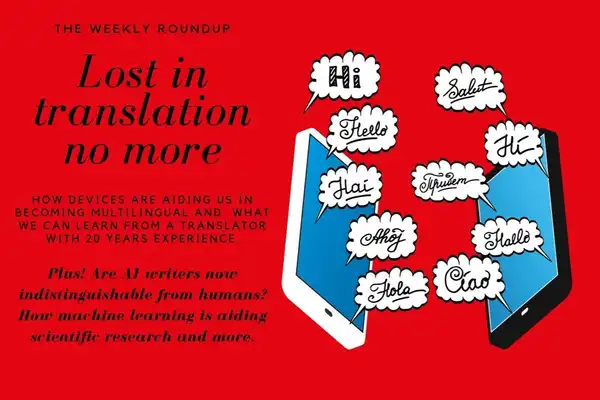 THE WEEKLY ROUNDUP
Lost in
translation
no more
HOW DEVICES ARE AIDING US IN
BECOMING MULTILINGUAL AND WHAT
WE CAN LEARN FROM A TRANSLATOR
WITH 20 YEARS EXPERIENCE.
Plus! Are AI writers now
indistinguishable from humans?
How machine learning is aiding
scientific research and more.
Hi
Salut
Hello
Hí
Hai
Привет
Ahój
Hallo
Hola
Ciao